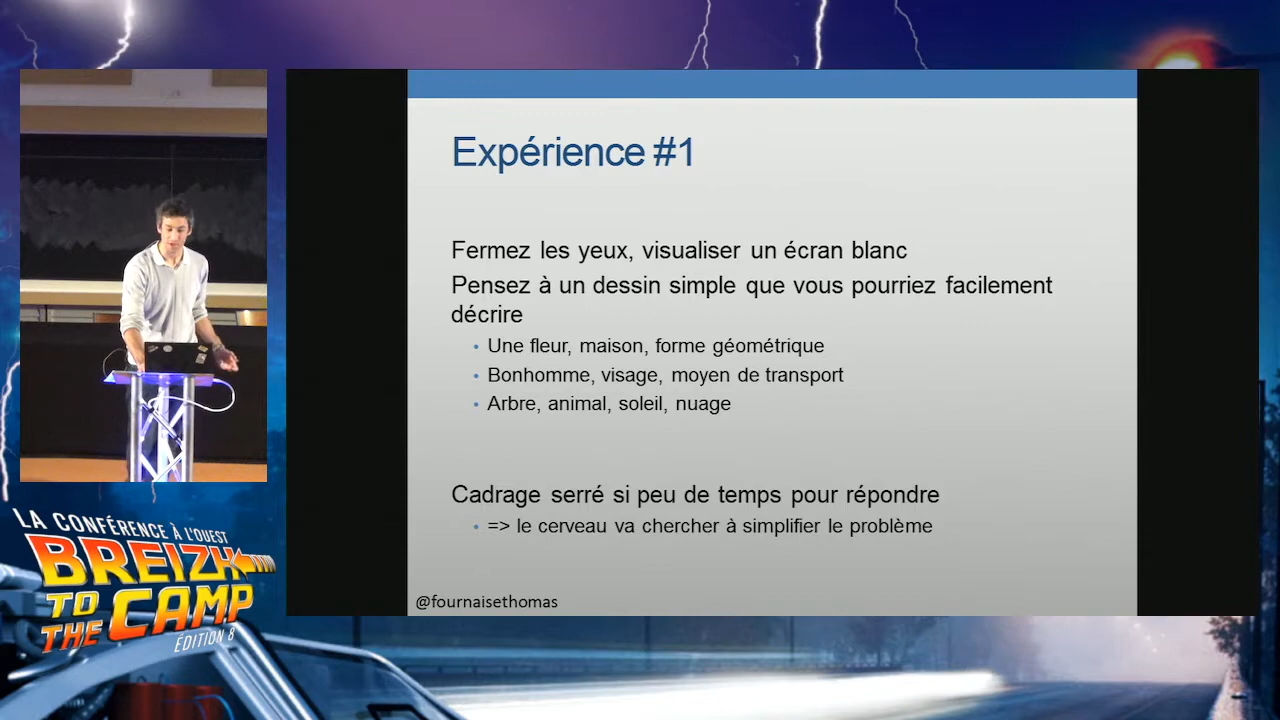 Expérience #1
Fermez les yeux, visualiser un écran blanc
Pensez à un dessin simple que vous pourriez facilement
décrire
• Une fleur, maison, forme géométrique
• Bonhomme, visage, moyen de transport
• Arbre, animal, soleil, nuage
Cadrage serré si peu de temps pour répondre
• => le cerveau va chercher à simplifier le problème
@fournaisethomas
LA CONFÉRENCE À L'OUEST
BREIZH
TO
THE CAMP
ÉDITION 8